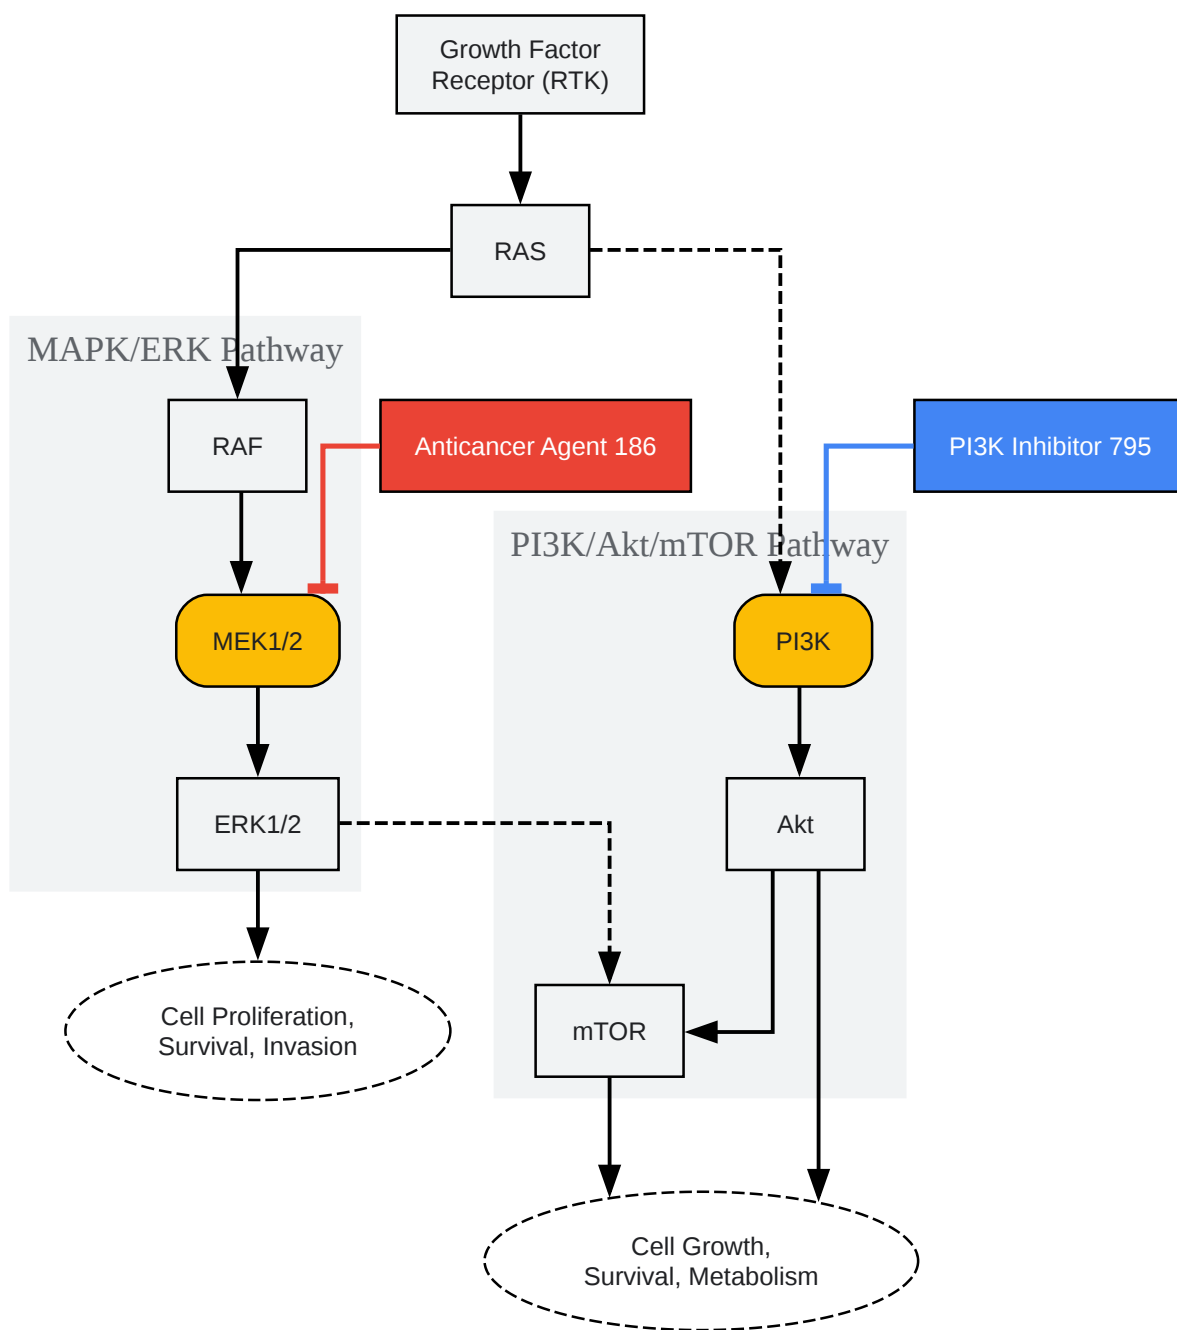 Growth Factor
Receptor (RTK)
RAS
MAPK/ERK Pathway
RAF
Anticancer Agent 186
PI3K Inhibitor 795
PI3K/Akt/mTOR Pathway
MEK1/2
PI3K
ERK1/2
Akt
Cell Proliferation,
Survival, Invasion
mTOR
Cell Growth,
Survival, Metabolism